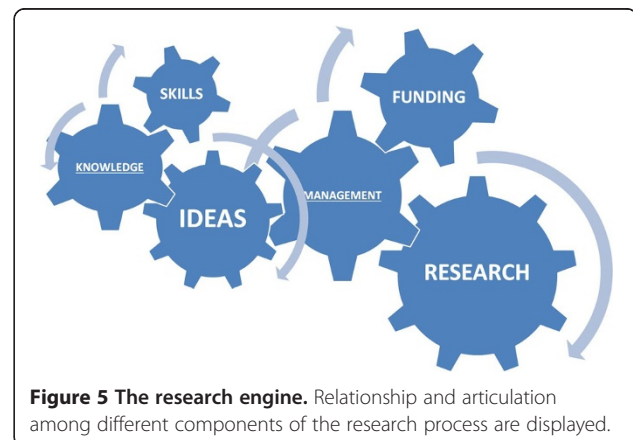 SKILLS
FUNDING
KNOWLEDGE
IDEAS
MANAGEMENT
RESEARCH
Figure 5 The research engine. Relationship and articulation
among different components of the research process are displayed.